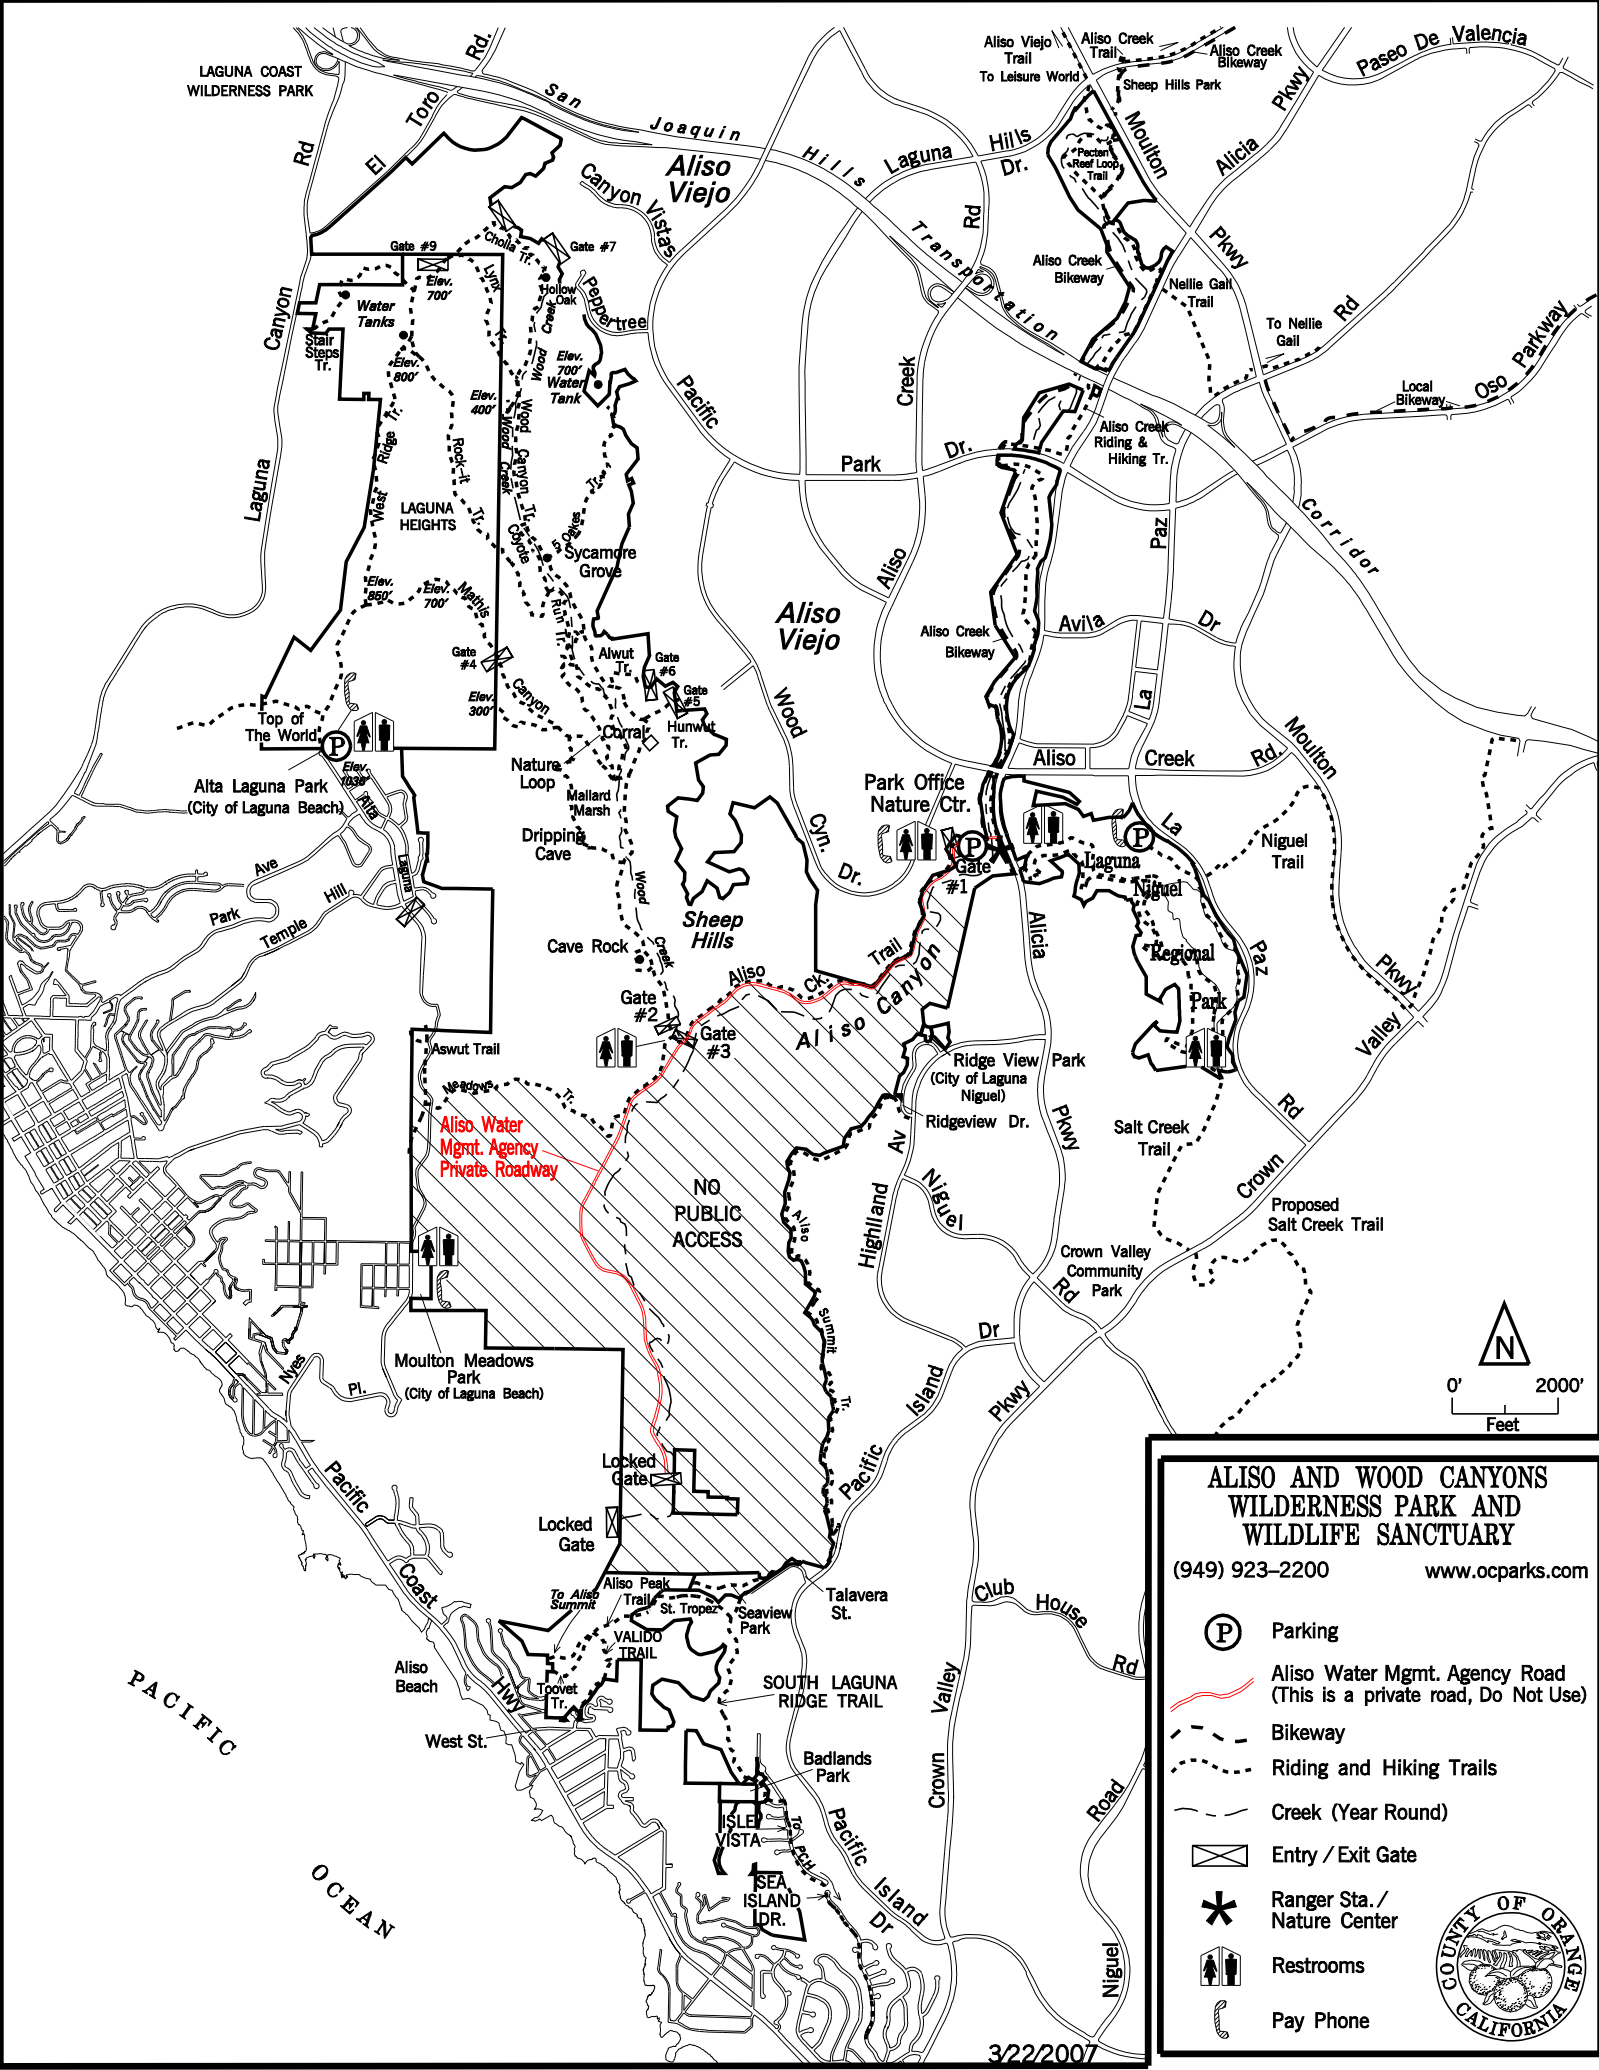 LAGUNA COAST
WILDERNESS PARK
Rd.
El Toro
San Joaquin Hills Transportation Corridor
Laguna Canyon Rd
Aliso
Viejo
Canyon Vistas
Laguna Hills Dr.
Aliso Viejo
Trail
To Leisure World
Aliso Creek
Trail
Aliso Creek
Bikeway
Sheep Hills Park
Paseo De Valencia
Alicia Pkwy
Moulton Pkwy
Pecten
Reef Loop
Trail
Aliso Creek
Bikeway
Nellie Gail
Trail
To Nellie
Gail
Rd
Local
Bikeway
Oso Parkway
Gate #9
Cholla Tr.
Gate #7
Elev.
700'
Lynx Tr.
Hollow
Oak
Peppertree
Water
Tanks
Stair
Steps
Tr.
Elev.
800'
Wood Creek
Elev.
700'
Water
Tank
Elev.
400'
West Ridge Tr.
Rock-it Tr.
Wood Canyon Tr.
Wood Creek
LAGUNA
HEIGHTS
Coyote Run Tr.
5 Oakes Tr.
Sycamore
Grove
Pacific Park Dr.
Aliso Creek Rd
Aliso Creek
Riding &
Hiking Tr.
Paz
La
Elev.
850'
Elev.
700'
Mathis Canyon
Gate
#4
Elev.
300'
Alwut
Tr.
Gate
#6
Gate
#5
Hunwut
Tr.
Corral
Nature
Loop
Mallard
Marsh
Dripping
Cave
Aliso
Viejo
Aliso Creek
Bikeway
Avila Dr
Wood Cyn. Dr.
Top of
The World
P
Elev.
1036'
Alta Laguna Park
(City of Laguna Beach)
Alta Laguna
Park Ave
Temple Hill
Aliso Creek Rd.
Moulton Pkwy
Park Office
Nature Ctr.
P
Gate
#1
P
La Paz Rd
Laguna
Niguel
Regional
Park
Niguel
Trail
Wood Creek
Cave Rock
Sheep
Hills
Gate
#2
Gate
#3
Aliso Ck. Trail
Aliso Canyon
Alicia Pkwy
Aswut Trail
Meadows Tr.
Aliso Water
Mgmt. Agency
Private Roadway
NO
PUBLIC
ACCESS
Ridge View Park
(City of Laguna
Niguel)
Ridgeview Dr.
Highland Av
Niguel Rd
Salt Creek
Trail
Crown Valley Pkwy
Proposed
Salt Creek Trail
Crown Valley
Community
Park
Aliso Summit Tr.
Moulton Meadows
Park
(City of Laguna Beach)
Nyes Pl.
Pacific Coast Hwy
Pacific Island Dr
Locked
Gate
Locked
Gate
Talavera
St.
Club House Rd
To Aliso
Summit
Aliso Peak
Trail
St. Tropez
Seaview
Park
VALIDO
TRAIL
Toovet
Tr.
Aliso
Beach
West St.
SOUTH LAGUNA
RIDGE TRAIL
Badlands
Park
ISLE
VISTA
To PCH
SEA
ISLAND
DR.
Pacific Island Dr
Crown Valley
Niguel Road
PACIFIC
OCEAN
3/22/2007
N
0' 2000'
Feet
ALISO AND WOOD CANYONS
WILDERNESS PARK AND
WILDLIFE SANCTUARY
(949) 923-2200 www.ocparks.com
P Parking
Aliso Water Mgmt. Agency Road
(This is a private road, Do Not Use)
Bikeway
Riding and Hiking Trails
Creek (Year Round)
Entry / Exit Gate
Ranger Sta. /
Nature Center
Restrooms
Pay Phone
COUNTY OF ORANGE
CALIFORNIA